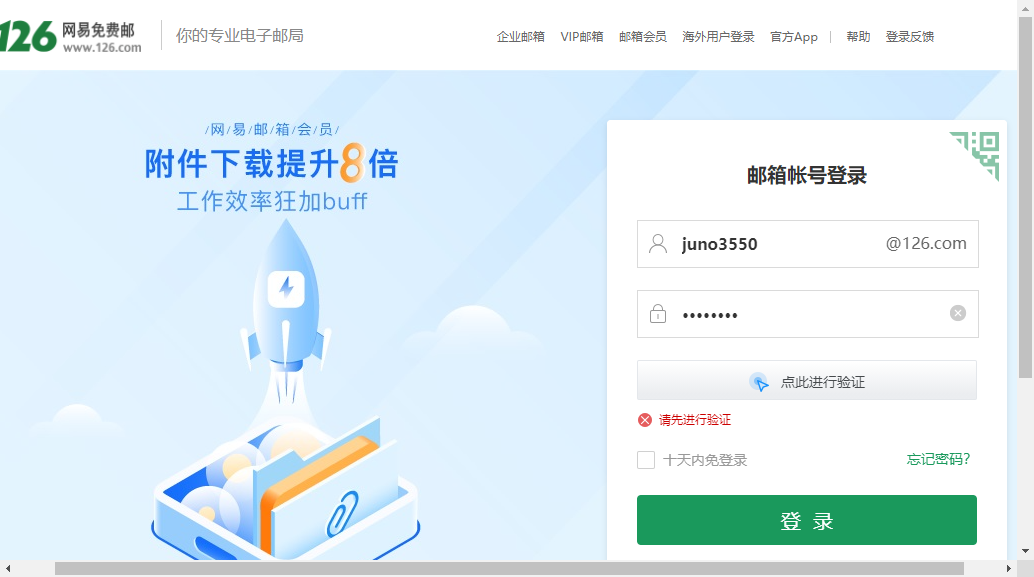 126 网易免费邮 www.126.com 你的专业电子邮局
企业邮箱 VIP邮箱 邮箱会员 海外用户登录 官方App | 帮助 登录反馈
/网/易/邮/箱/会/员/
附件下载提升8倍
工作效率狂加buff
邮箱帐号登录
juno3550 @126.com
点此进行验证
请先进行验证
十天内免登录 忘记密码?
登 录